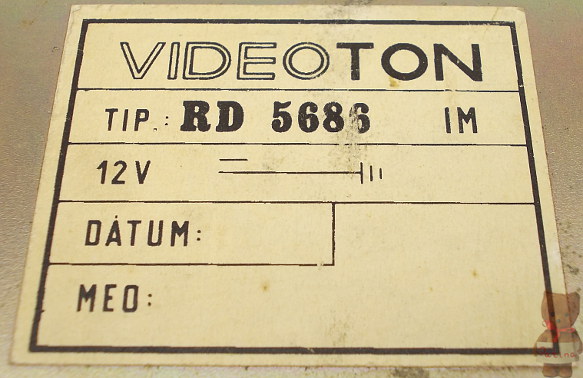 VIDEOTON
TIP.: RD 5686 IM
12V
DÁTUM:
MEO: